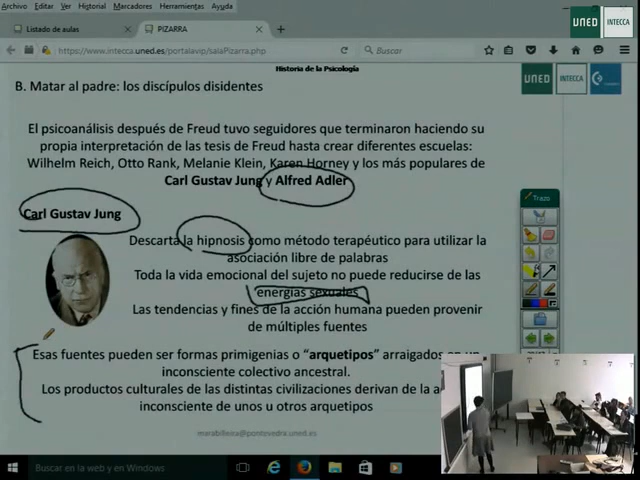 Archivo Editar Ver Historial Marcadores Herramientas Ayuda
UNED INTECCA
Listado de aulas
PIZARRA
https://www.intecca.uned.es/portalavip/salaPizarra.php
Buscar
Historia de la Psicología
UNED INTECCA
B. Matar al padre: los discípulos disidentes
El psicoanálisis después de Freud tuvo seguidores que terminaron haciendo su
propia interpretación de las tesis de Freud hasta crear diferentes escuelas:
Wilhelm Reich, Otto Rank, Melanie Klein, Karen Horney y los más populares de
Carl Gustav Jung y Alfred Adler
Trazo
Carl Gustav Jung
Descarta la hipnosis como método terapéutico para utilizar la
asociación libre de palabras
Toda la vida emocional del sujeto no puede reducirse de las
energías sexuales
Las tendencias y fines de la acción humana pueden provenir
de múltiples fuentes
Esas fuentes pueden ser formas primigenias o “arquetipos” arraigados en un
inconsciente colectivo ancestral.
Los productos culturales de las distintas civilizaciones derivan de la
inconsciente de unos u otros arquetipos
marabilleira@pontevedra.uned.es
Buscar en la web y en Windows